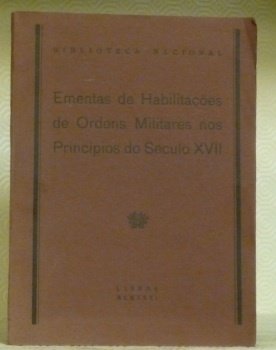 BIBLIOTECA NACIONAL
Ementas de Habilitações
de Ordens Militares nos
Princípios do Século XVII
LISBOA